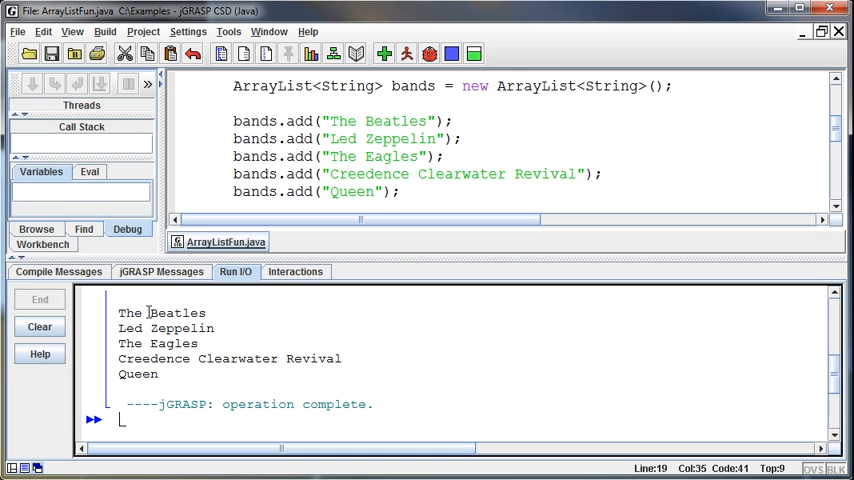 File: ArrayListFun.java C:\Examples - jGRASP CSD (Java)
File Edit View Build Project Settings Tools Window Help
Threads
Call Stack
Variables Eval
Browse Find Debug
Workbench
ArrayList<String> bands = new ArrayList<String>();
bands.add("The Beatles");
bands.add("Led Zeppelin");
bands.add("The Eagles");
bands.add("Creedence Clearwater Revival");
bands.add("Queen");
ArrayListFun.java
Compile Messages jGRASP Messages Run I/O Interactions
End
Clear
Help
The Beatles
Led Zeppelin
The Eagles
Creedence Clearwater Revival
Queen
----jGRASP: operation complete.
Line:19 Col:35 Code:41 Top:9 OVS BLK